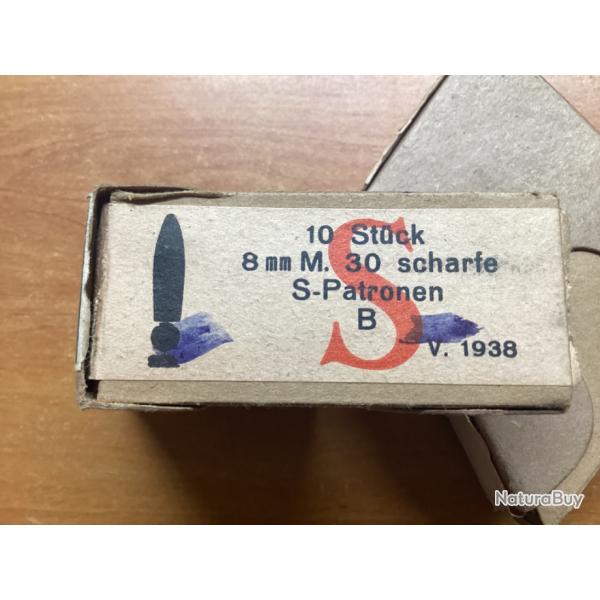 10 Stück
8 mm M. 30 scharfe
S-Patronen
B
S
V. 1938
NaturaBuy